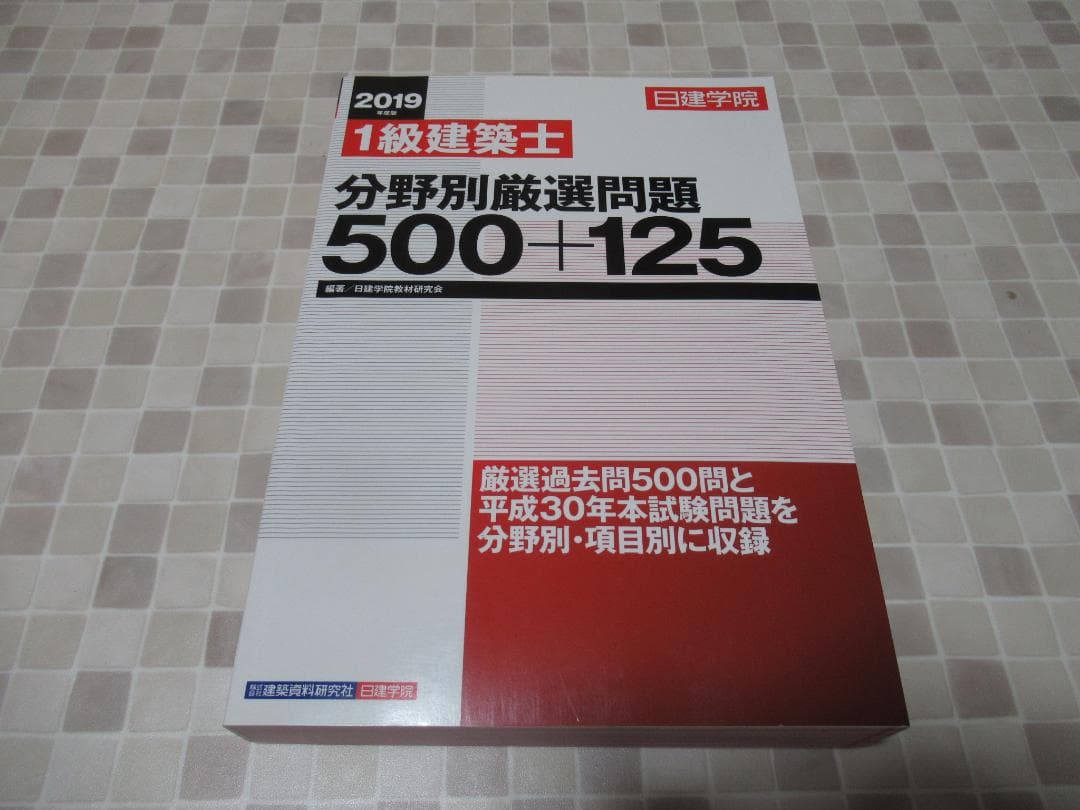 2019
年度版
日建学院
1級建築士
分野別厳選問題
500+125
編著/日建学院教材研究会
厳選過去問500問と
平成30年本試験問題を
分野別・項目別に収録
株式会社 建築資料研究社 日建学院